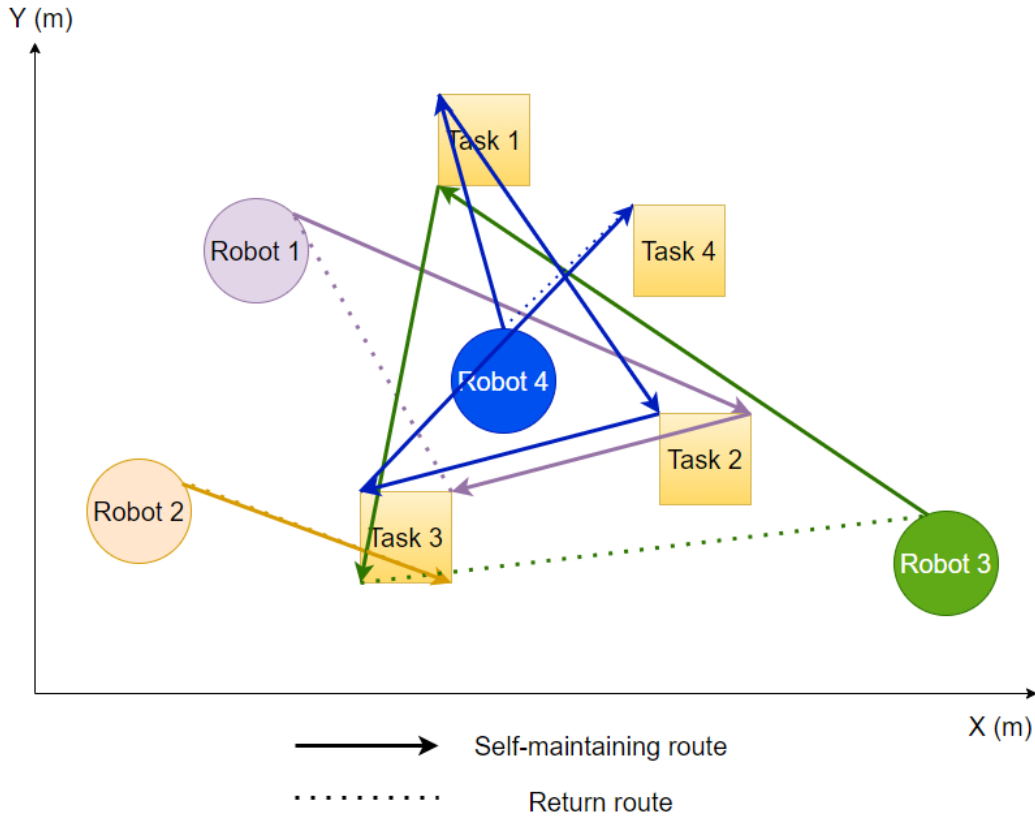 Y (m)
Task 1
Robot 1
Task 4
Robot 4
Task 2
Robot 2
Task 3
Robot 3
X (m)
Self-maintaining route
Return route